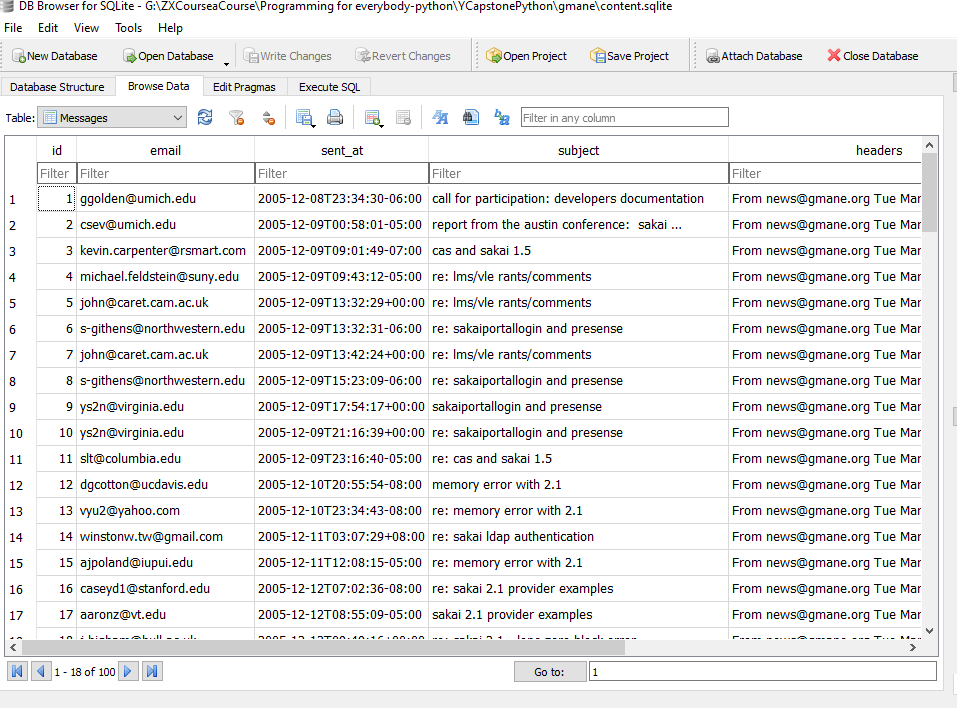 DB Browser for SQLite - G:\ZXCourseaCourse\Programming for everybody-python\YCapstonePython\gmane\content.sqlite
File Edit View Tools Help
New Database Open Database Write Changes Revert Changes Open Project Save Project Attach Database Close Database
Database Structure Browse Data Edit Pragmas Execute SQL
Table: Messages Filter in any column
id email sent_at subject headers
Filter Filter Filter Filter Filter
1 1 ggolden@umich.edu 2005-12-08T23:34:30-06:00 call for participation: developers documentation From news@gmane.org Tue Mar
2 2 csev@umich.edu 2005-12-09T00:58:01-05:00 report from the austin conference: sakai ... From news@gmane.org Tue Mar
3 3 kevin.carpenter@rsmart.com 2005-12-09T09:01:49-07:00 cas and sakai 1.5 From news@gmane.org Tue Mar
4 4 michael.feldstein@suny.edu 2005-12-09T09:43:12-05:00 re: lms/vle rants/comments From news@gmane.org Tue Mar
5 5 john@caret.cam.ac.uk 2005-12-09T13:32:29+00:00 re: lms/vle rants/comments From news@gmane.org Tue Mar
6 6 s-githens@northwestern.edu 2005-12-09T13:32:31-06:00 re: sakaiportallogin and presense From news@gmane.org Tue Mar
7 7 john@caret.cam.ac.uk 2005-12-09T13:42:24+00:00 re: lms/vle rants/comments From news@gmane.org Tue Mar
8 8 s-githens@northwestern.edu 2005-12-09T15:23:09-06:00 re: sakaiportallogin and presense From news@gmane.org Tue Mar
9 9 ys2n@virginia.edu 2005-12-09T17:54:17+00:00 sakaiportallogin and presense From news@gmane.org Tue Mar
10 10 ys2n@virginia.edu 2005-12-09T21:16:39+00:00 re: sakaiportallogin and presense From news@gmane.org Tue Mar
11 11 slt@columbia.edu 2005-12-09T23:16:40-05:00 re: cas and sakai 1.5 From news@gmane.org Tue Mar
12 12 dgcotton@ucdavis.edu 2005-12-10T20:55:54-08:00 memory error with 2.1 From news@gmane.org Tue Mar
13 13 vyu2@yahoo.com 2005-12-10T23:34:43-08:00 re: memory error with 2.1 From news@gmane.org Tue Mar
14 14 winstonw.tw@gmail.com 2005-12-11T03:07:29+08:00 re: sakai ldap authentication From news@gmane.org Tue Mar
15 15 ajpoland@iupui.edu 2005-12-11T12:08:15-05:00 re: memory error with 2.1 From news@gmane.org Tue Mar
16 16 caseyd1@stanford.edu 2005-12-12T07:02:36-08:00 re: sakai 2.1 provider examples From news@gmane.org Tue Mar
17 17 aaronz@vt.edu 2005-12-12T08:55:09-05:00 sakai 2.1 provider examples From news@gmane.org Tue Mar
1 - 18 of 100 Go to: 1